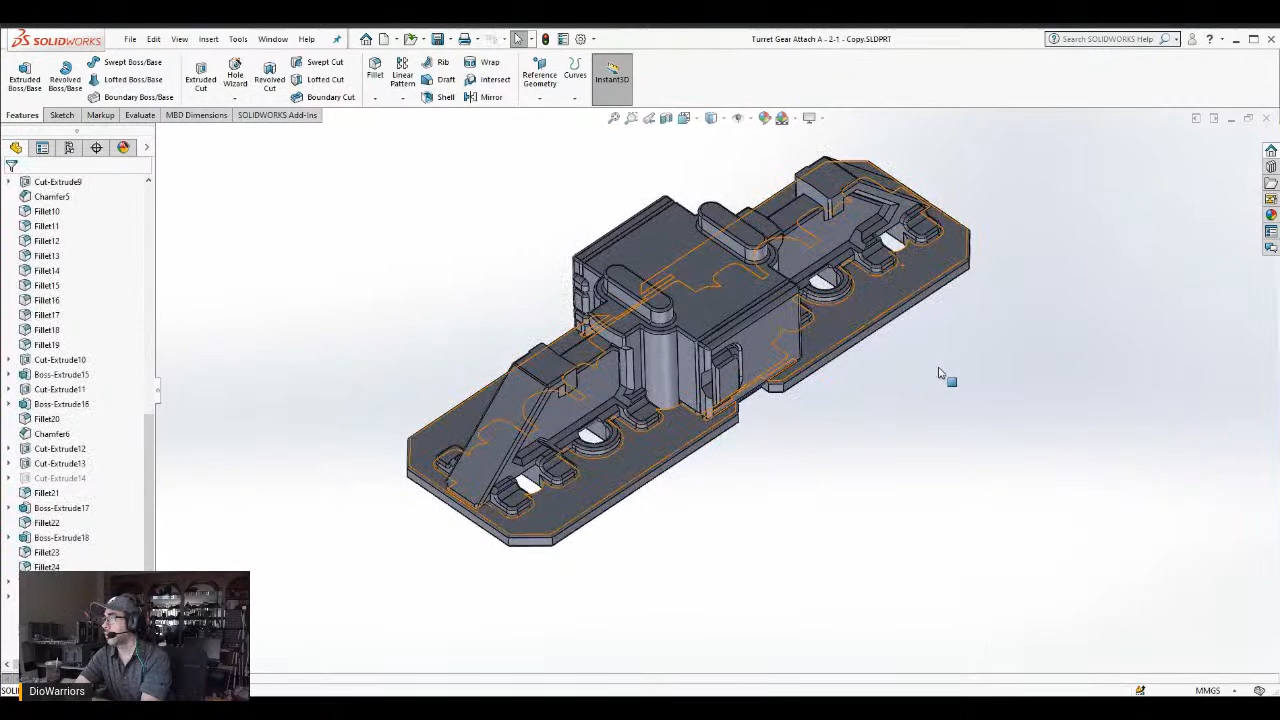 SOLIDWORKS File Edit View Insert Tools Window Help Turret Gear Attach A - 2-1 - Copy.SLDPRT Search SOLIDWORKS Help
Extruded Boss/Base
Revolved Boss/Base
Swept Boss/Base
Lofted Boss/Base
Boundary Boss/Base
Extruded Cut
Hole Wizard
Revolved Cut
Swept Cut
Lofted Cut
Boundary Cut
Fillet
Linear Pattern
Rib
Draft
Shell
Wrap
Intersect
Mirror
Reference Geometry
Curves
Instant3D
Features Sketch Markup Evaluate MBD Dimensions SOLIDWORKS Add-Ins
Cut-Extrude9
Chamfer5
Fillet10
Fillet11
Fillet12
Fillet13
Fillet14
Fillet15
Fillet16
Fillet17
Fillet18
Fillet19
Cut-Extrude10
Boss-Extrude15
Cut-Extrude11
Boss-Extrude16
Fillet20
Chamfer6
Cut-Extrude12
Cut-Extrude13
Cut-Extrude14
Fillet21
Boss-Extrude17
Fillet22
Boss-Extrude18
Fillet23
Fillet24
DioWarriors
MMGS